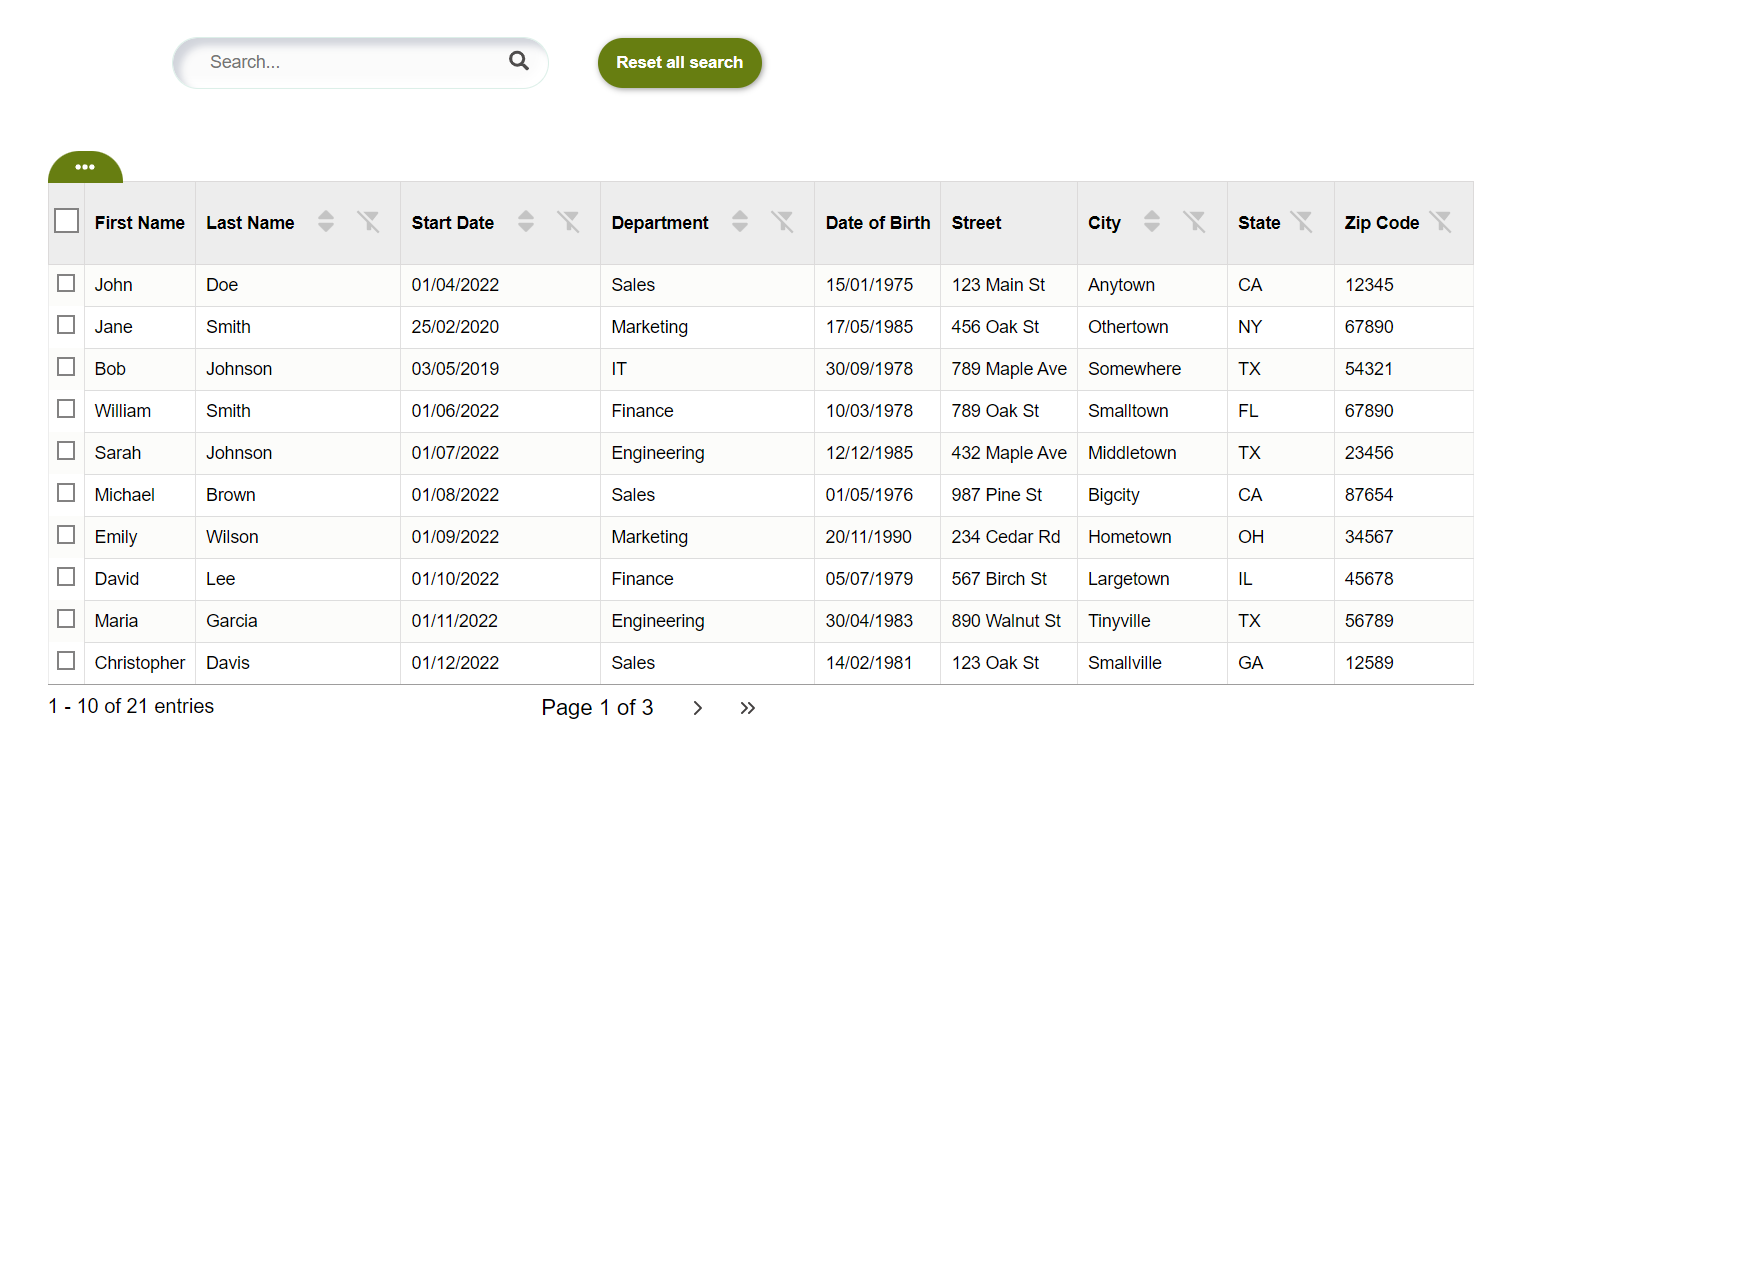 Search...
Reset all search
First Name Last Name Start Date Department Date of Birth Street City State Zip Code
John Doe 01/04/2022 Sales 15/01/1975 123 Main St Anytown CA 12345
Jane Smith 25/02/2020 Marketing 17/05/1985 456 Oak St Othertown NY 67890
Bob Johnson 03/05/2019 IT 30/09/1978 789 Maple Ave Somewhere TX 54321
William Smith 01/06/2022 Finance 10/03/1978 789 Oak St Smalltown FL 67890
Sarah Johnson 01/07/2022 Engineering 12/12/1985 432 Maple Ave Middletown TX 23456
Michael Brown 01/08/2022 Sales 01/05/1976 987 Pine St Bigcity CA 87654
Emily Wilson 01/09/2022 Marketing 20/11/1990 234 Cedar Rd Hometown OH 34567
David Lee 01/10/2022 Finance 05/07/1979 567 Birch St Largetown IL 45678
Maria Garcia 01/11/2022 Engineering 30/04/1983 890 Walnut St Tinyville TX 56789
Christopher Davis 01/12/2022 Sales 14/02/1981 123 Oak St Smallville GA 12589
1 - 10 of 21 entries Page 1 of 3